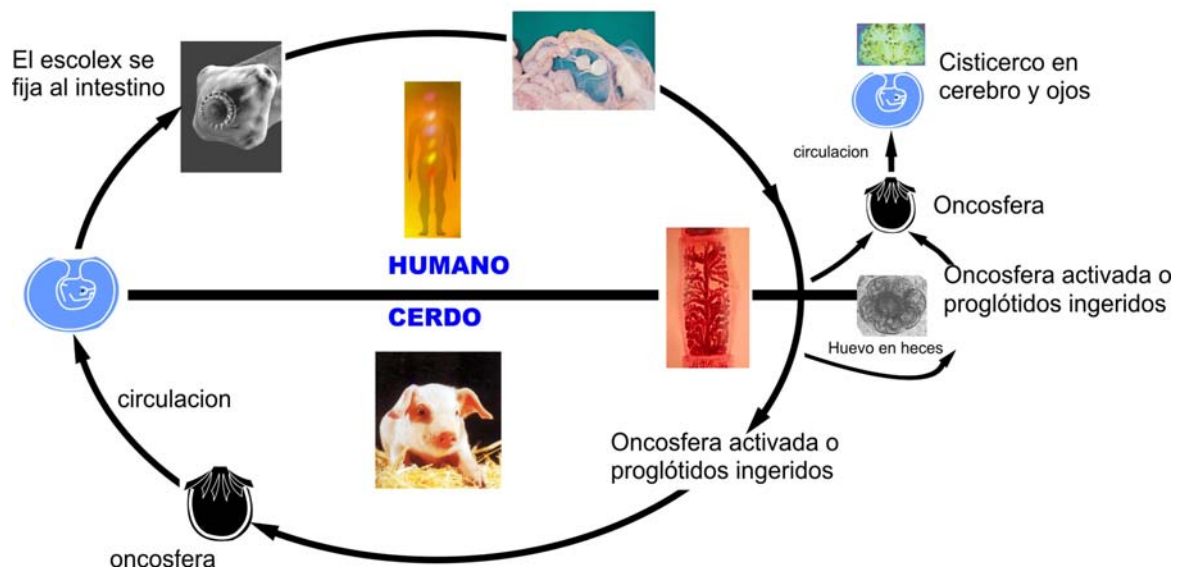 El escolex se
fija al intestino
Cisticerco en
cerebro y ojos
circulacion
Oncosfera
HUMANO
CERDO
Oncosfera activada o
proglótidos ingeridos
Huevo en heces
circulacion
Oncosfera activada o
proglótidos ingeridos
oncosfera